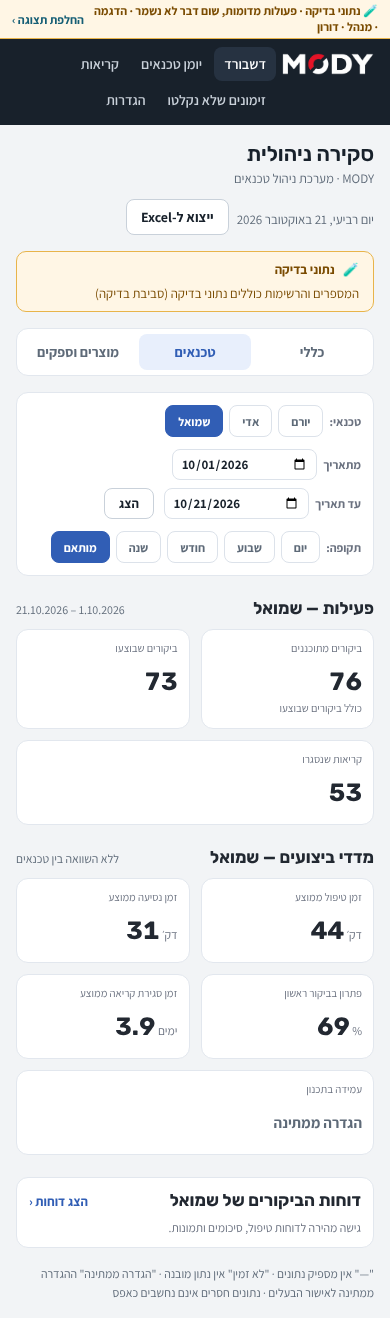 🧪 נתוני בדיקה · פעולות מדומות, שום דבר לא נשמר · הדגמה · מנהל · דורון
החלפת תצוגה ›
MODY
דשבורד
יומן טכנאים
קריאות
זימונים שלא נקלטו
הגדרות
סקירה ניהולית
MODY · מערכת ניהול טכנאים
יום רביעי, 21 באוקטובר 2026
ייצוא ל-Excel
🧪 נתוני בדיקה
המספרים והרשימות כוללים נתוני בדיקה (סביבת בדיקה)
כללי
טכנאים
מוצרים וספקים
טכנאי:
יורם
אדי
שמואל
מתאריך
10/01/2026
עד תאריך
10/21/2026
הצג
תקופה:
יום
שבוע
חודש
שנה
מותאם
פעילות — שמואל
1.10.2026 – 21.10.2026
ביקורים מתוכננים
76
כולל ביקורים שבוצעו
ביקורים שבוצעו
73
קריאות שנסגרו
53
מדדי ביצועים — שמואל
ללא השוואה בין טכנאים
זמן טיפול ממוצע
44 דק׳
זמן נסיעה ממוצע
31 דק׳
פתרון בביקור ראשון
69 %
זמן סגירת קריאה ממוצע
3.9 ימים
עמידה בתכנון
הגדרה ממתינה
דוחות הביקורים של שמואל
הצג דוחות ›
גישה מהירה לדוחות טיפול, סיכומים ותמונות.
"—" אין מספיק נתונים · "לא זמין" אין נתון מובנה · "הגדרה ממתינה" ההגדרה
ממתינה לאישור הבעלים · נתונים חסרים אינם נחשבים כאפס